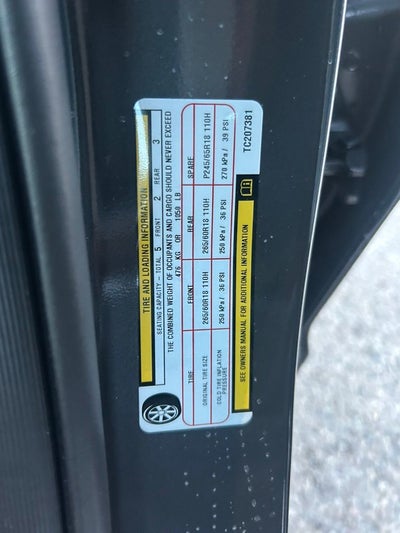 TIRE AND LOADING INFORMATION
SEATING CAPACITY - TOTAL 5 FRONT 2 REAR 3
THE COMBINED WEIGHT OF OCCUPANTS AND CARGO SHOULD NEVER EXCEED
476 KG OR 1050 LB
TIRE FRONT REAR SPARE
ORIGINAL TIRE SIZE 265/60R18 110H 265/60R18 110H P245/65R18 110H
COLD TIRE INFLATION PRESSURE 250 kPa / 36 PSI 250 kPa / 36 PSI 270 kPa / 39 PSI
SEE OWNERS MANUAL FOR ADDITIONAL INFORMATION
TC207381